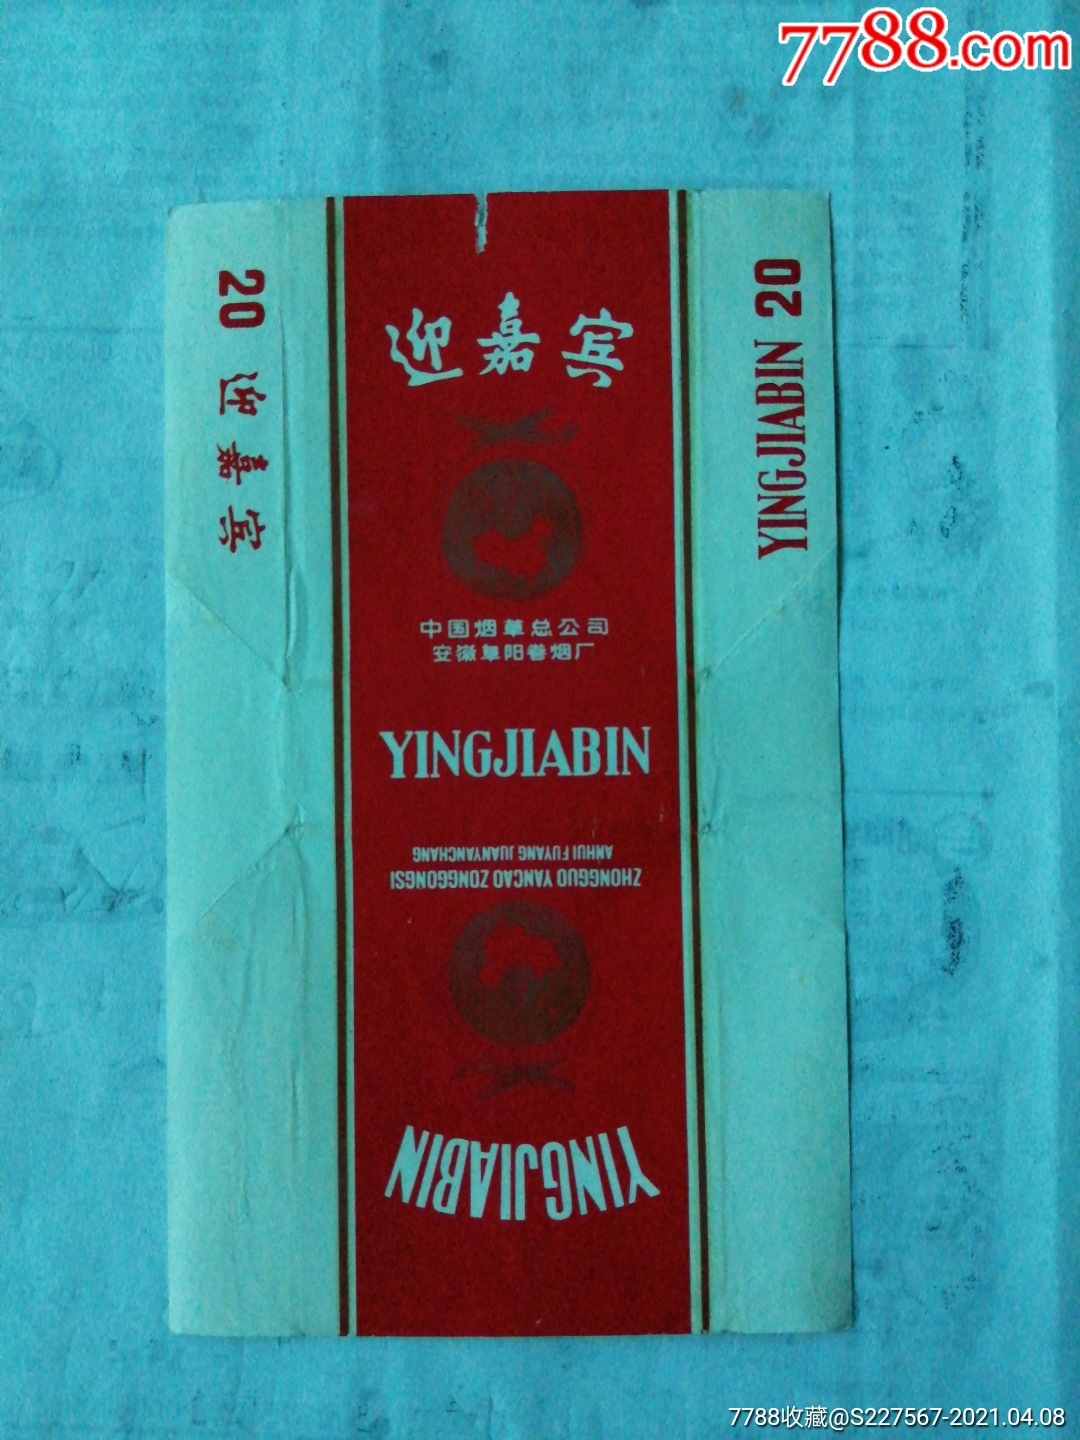 7788.com
20 迎嘉宾
迎嘉宾
中国烟草总公司
安徽阜阳卷烟厂
YINGJIABIN
ANHUI FUYANG JUANYANCHANG
ZHONGGUO YANCAO ZONGGONGSI
YINGJIABIN
YINGJIABIN 20
7788收藏@S227567-2021.04.08